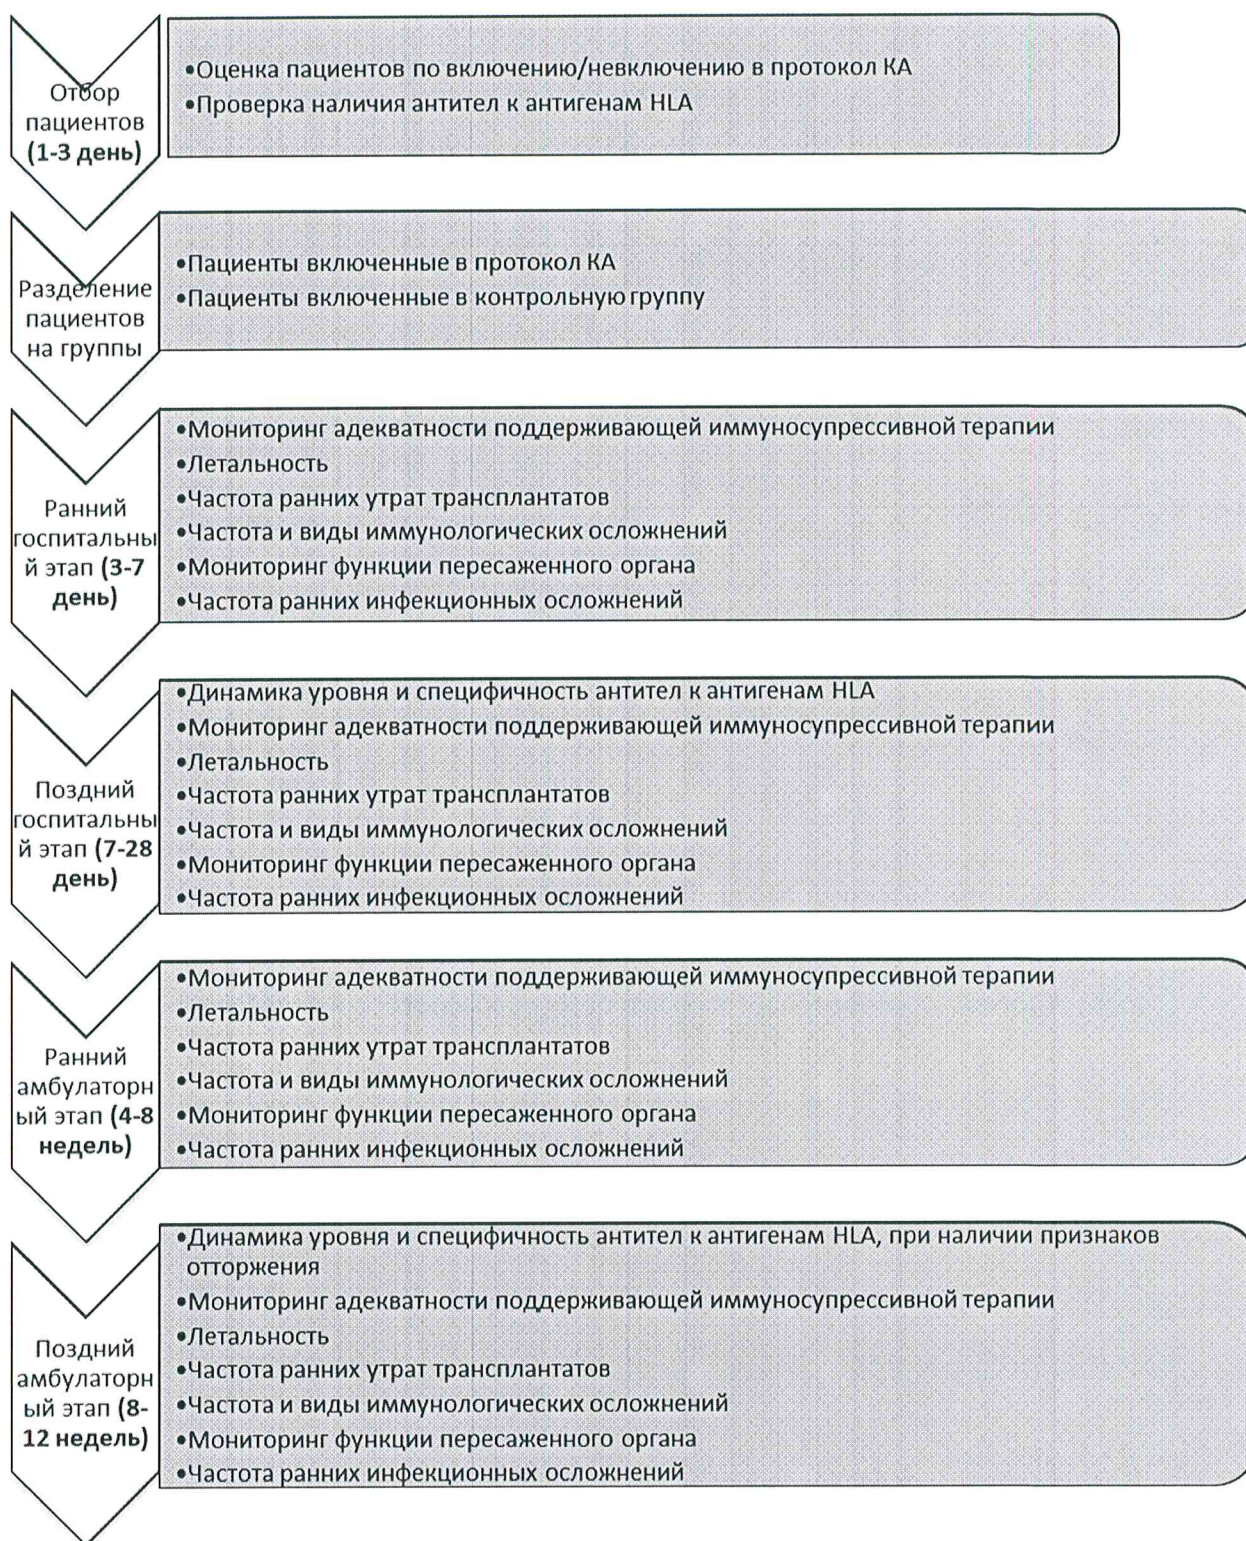 Отбор
пациентов
(1-3 день)
•Оценка пациентов по включению/невключению в протокол КА
•Проверка наличия антител к антигенам HLA
Разделение
пациентов
на группы
•Пациенты включенные в протокол КА
•Пациенты включенные в контрольную группу
Ранний
госпитальны
й этап (3-7
день)
•Мониторинг адекватности поддерживающей иммуносупрессивной терапии
•Летальность
•Частота ранних утрат трансплантатов
•Частота и виды иммунологических осложнений
•Мониторинг функции пересаженного органа
•Частота ранних инфекционных осложнений
Поздний
госпитальны
й этап (7-28
день)
•Динамика уровня и специфичность антител к антигенам HLA
•Мониторинг адекватности поддерживающей иммуносупрессивной терапии
•Летальность
•Частота ранних утрат трансплантатов
•Частота и виды иммунологических осложнений
•Мониторинг функции пересаженного органа
•Частота ранних инфекционных осложнений
Ранний
амбулаторн
ый этап (4-8
недель)
•Мониторинг адекватности поддерживающей иммуносупрессивной терапии
•Летальность
•Частота ранних утрат трансплантатов
•Частота и виды иммунологических осложнений
•Мониторинг функции пересаженного органа
•Частота ранних инфекционных осложнений
Поздний
амбулаторн
ый этап (8-
12 недель)
•Динамика уровня и специфичность антител к антигенам HLA, при наличии признаков
отторжения
•Мониторинг адекватности поддерживающей иммуносупрессивной терапии
•Летальность
•Частота ранних утрат трансплантатов
•Частота и виды иммунологических осложнений
•Мониторинг функции пересаженного органа
•Частота ранних инфекционных осложнений